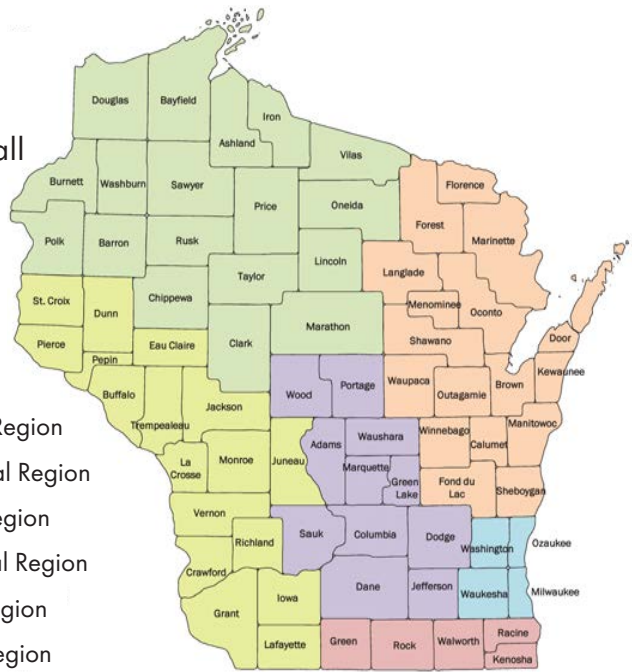 all
Douglas
Bayfield
Iron
Ashland
Vilas
Burnett
Washburn
Sawyer
Price
Oneida
Florence
Forest
Marinette
Polk
Barron
Rusk
Taylor
Lincoln
Langlade
Chippewa
Menominee
Oconto
St. Croix
Dunn
Clark
Marathon
Shawano
Door
Pierce
Eau Claire
Pepin
Kewaunee
Buffalo
Wood
Portage
Waupaca
Outagamie
Brown
Trempealeau
Jackson
Region
al Region
egion
l Region
gion
egion
Adams
Waushara
Winnebago
Calumet
Manitowoc
La
Crosse
Monroe
Juneau
Marquette
Green
Lake
Fond du
Lac
Sheboygan
Vernon
Richland
Sauk
Columbia
Dodge
Washington
Ozaukee
Crawford
Iowa
Dane
Jefferson
Waukesha
Milwaukee
Grant
Lafayette
Green
Rock
Walworth
Racine
Kenosha